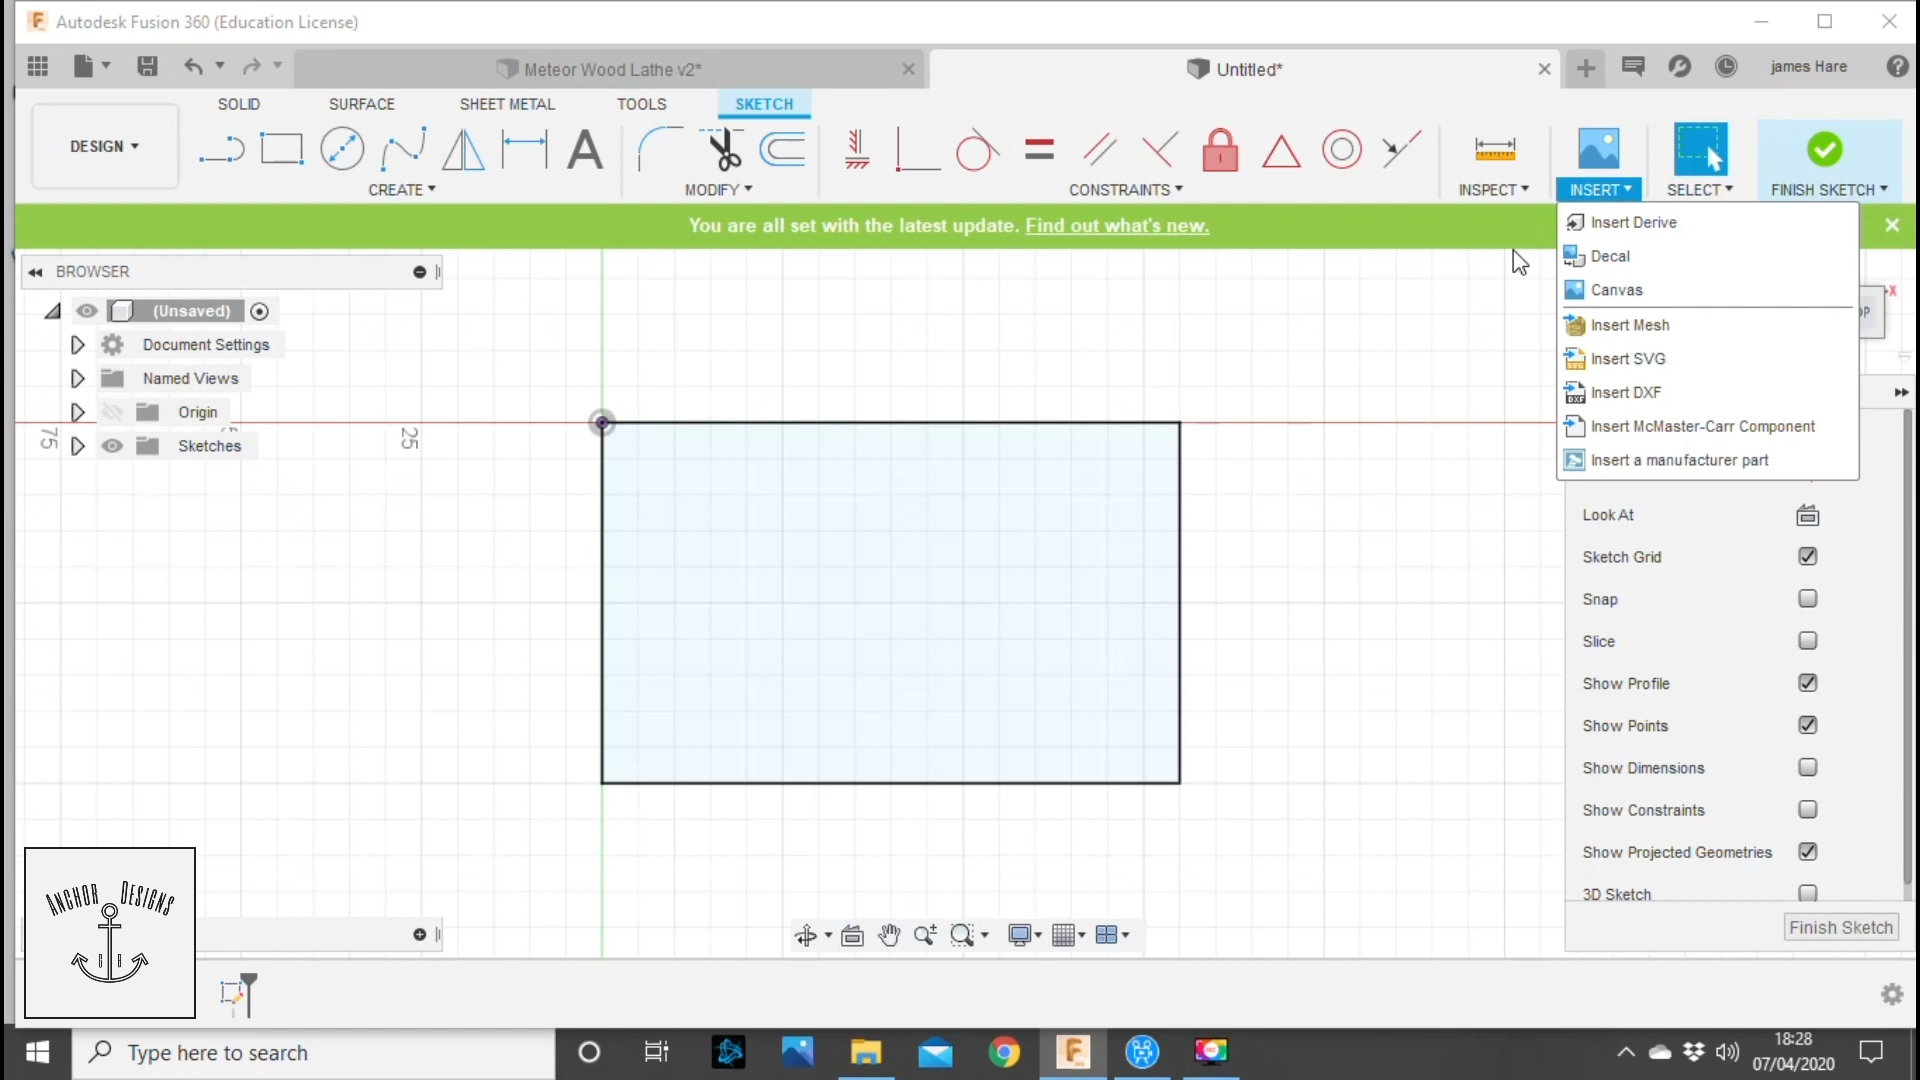 Autodesk Fusion 360 (Education License)
Meteor Wood Lathe v2*
Untitled*
james Hare
DESIGN
SOLID
SURFACE
SHEET METAL
TOOLS
SKETCH
CREATE
MODIFY
CONSTRAINTS
INSPECT
INSERT
SELECT
FINISH SKETCH
You are all set with the latest update. Find out what's new.
BROWSER
(Unsaved)
Document Settings
Named Views
Origin
Sketches
75
25
Insert Derive
Decal
Canvas
Insert Mesh
Insert SVG
Insert DXF
Insert McMaster-Carr Component
Insert a manufacturer part
X
Look At
Sketch Grid
Snap
Slice
Show Profile
Show Points
Show Dimensions
Show Constraints
Show Projected Geometries
3D Sketch
Finish Sketch
ANCHOR DESIGNS
Type here to search
18:28
07/04/2020